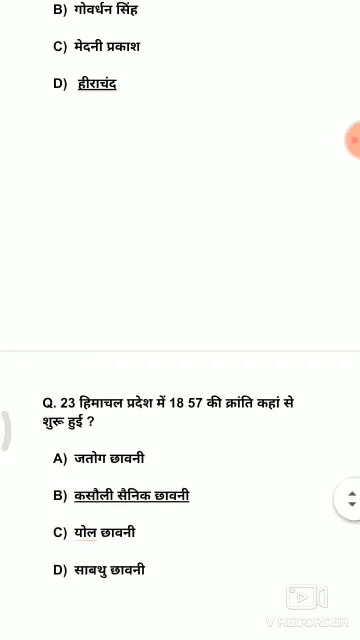 B) गोवर्धन सिंह
C) मेदनी प्रकाश
D) हीराचंद
Q. 23 हिमाचल प्रदेश में 18 57 की क्रांति कहां से
शुरू हुई ?
A) जतोग छावनी
B) कसौली सैनिक छावनी
C) योल छावनी
D) साबथु छावनी
V RECORDER